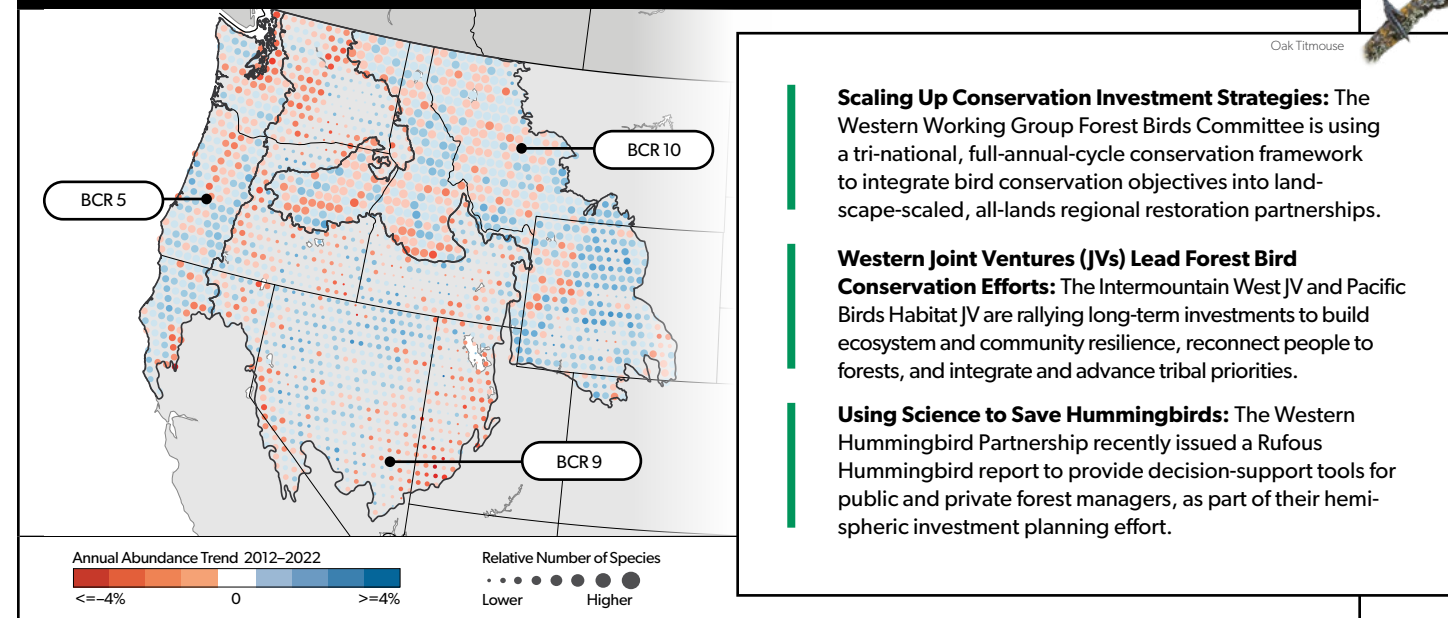 Oak Titmouse
BCR 10
BCR 5
BCR 9
Annual Abundance Trend 2012–2022
<=–4% 0 >=4%
Relative Number of Species
Lower Higher
Scaling Up Conservation Investment Strategies: The
Western Working Group Forest Birds Committee is using
a tri-national, full-annual-cycle conservation framework
to integrate bird conservation objectives into land-
scape-scaled, all-lands regional restoration partnerships.
Western Joint Ventures (JVs) Lead Forest Bird
Conservation Efforts: The Intermountain West JV and Pacific
Birds Habitat JV are rallying long-term investments to build
ecosystem and community resilience, reconnect people to
forests, and integrate and advance tribal priorities.
Using Science to Save Hummingbirds: The Western
Hummingbird Partnership recently issued a Rufous
Hummingbird report to provide decision-support tools for
public and private forest managers, as part of their hemi-
spheric investment planning effort.